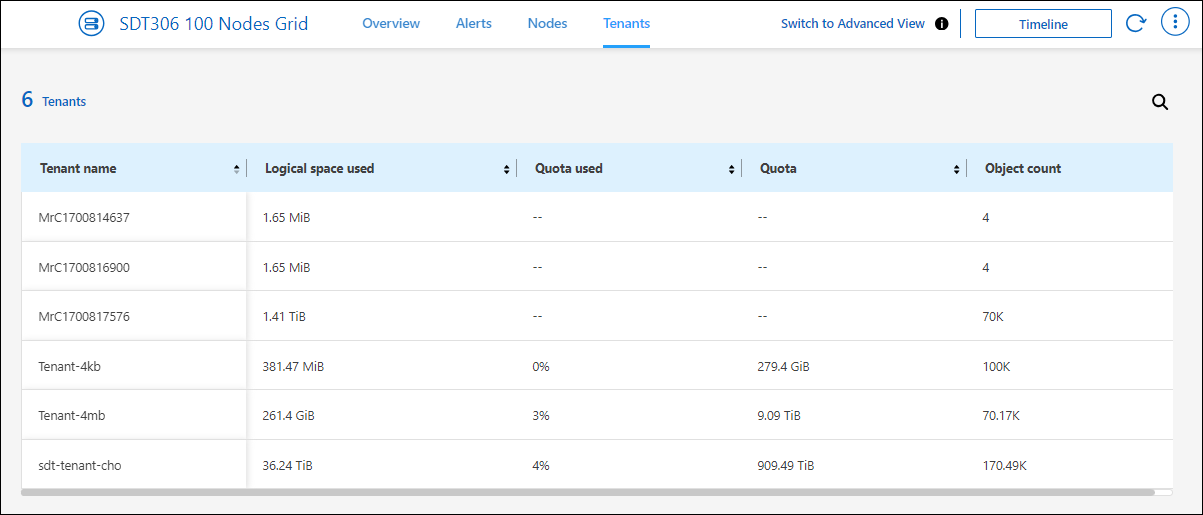 SDT306 100 Nodes Grid Overview Alerts Nodes Tenants Switch to Advanced View Timeline
6 Tenants
Tenant name Logical space used Quota used Quota Object count
MrC1700814637 1.65 MiB -- -- 4
MrC1700816900 1.65 MiB -- -- 4
MrC1700817576 1.41 TiB -- -- 70K
Tenant-4kb 381.47 MiB 0% 279.4 GiB 100K
Tenant-4mb 261.4 GiB 3% 9.09 TiB 70.17K
sdt-tenant-cho 36.24 TiB 4% 909.49 TiB 170.49K